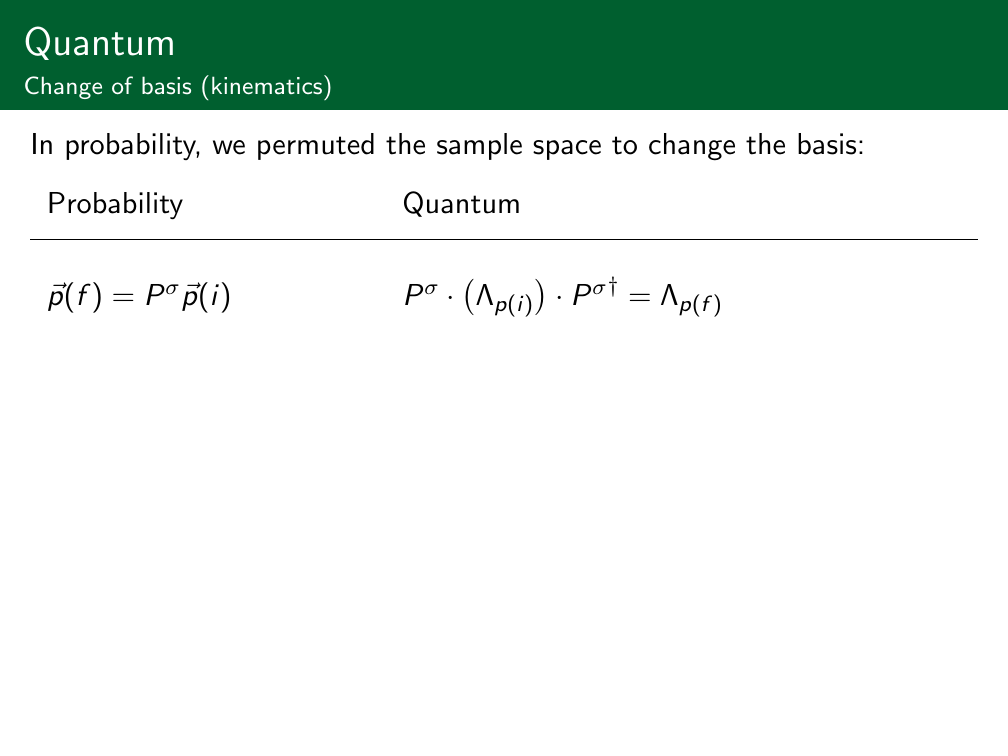 Quantum
Change of basis (kinematics)
In probability, we permuted the sample space to change the basis:
Probability Quantum
$\vec{p}(f) = P^{\sigma}\vec{p}(i)$ $P^{\sigma} \cdot \left(\Lambda_{p(i)}\right) \cdot P^{\sigma\dagger} = \Lambda_{p(f)}$